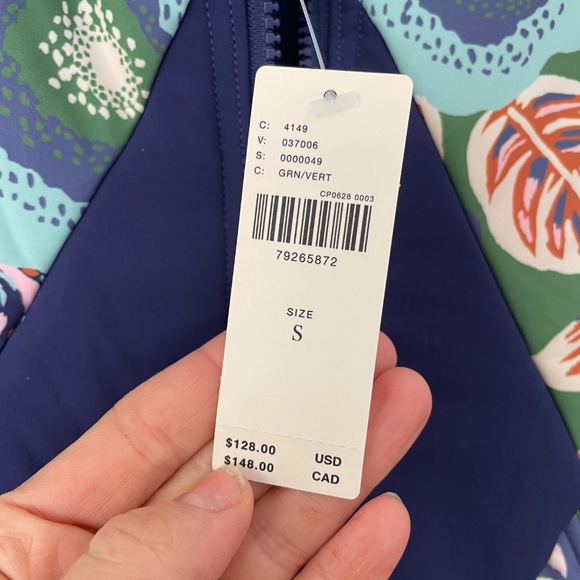 C: 4149
V: 037006
S: 0000049
C: GRN/VERT
CP0628 0003
79265872
SIZE
S
$128.00 USD
$148.00 CAD